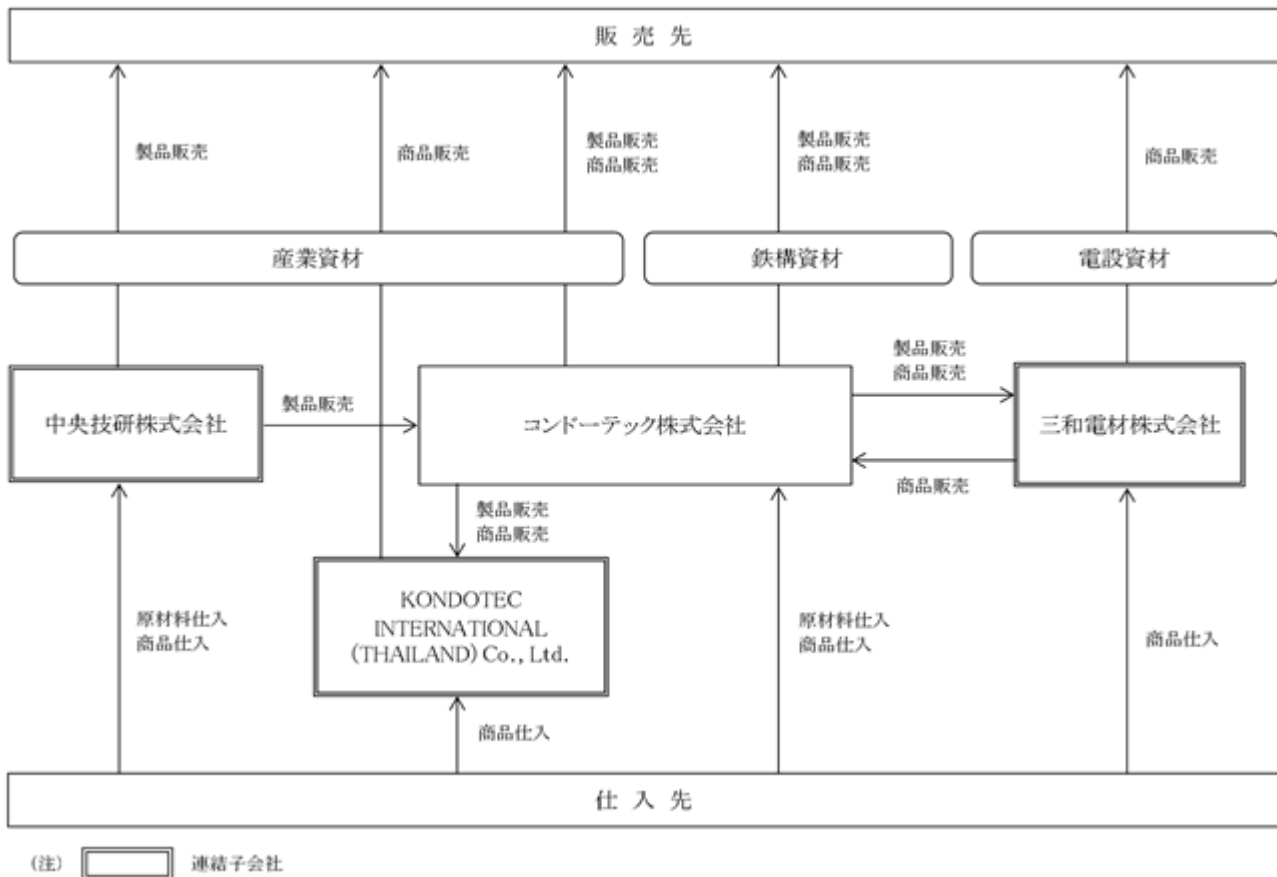 販売先
製品販売
商品販売
製品販売
商品販売
製品販売
商品販売
商品販売
産業資材
鉄構資材
電設資材
中央技研株式会社
製品販売
コンドーテック株式会社
製品販売
商品販売
商品販売
三和電材株式会社
製品販売
商品販売
KONDOTEC
INTERNATIONAL
(THAILAND) Co., Ltd.
原材料仕入
商品仕入
商品仕入
原材料仕入
商品仕入
商品仕入
仕入先
(注) 連結子会社